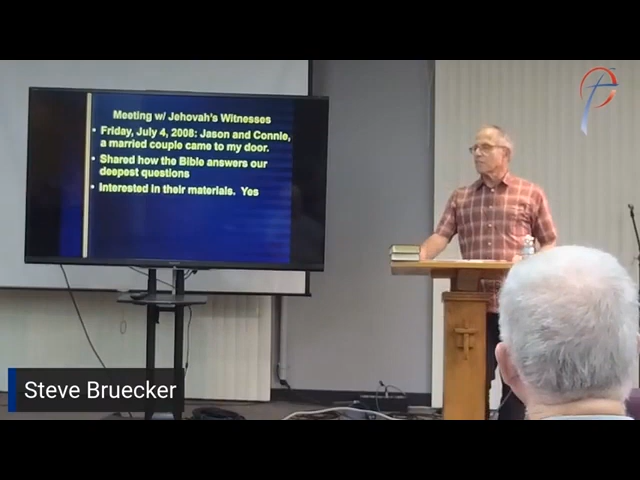 Meeting w/ Jehovah's Witnesses
• Friday, July 4, 2008: Jason and Connie,
a married couple came to my door.
• Shared how the Bible answers our
deepest questions
• Interested in their materials. Yes
Steve Bruecker